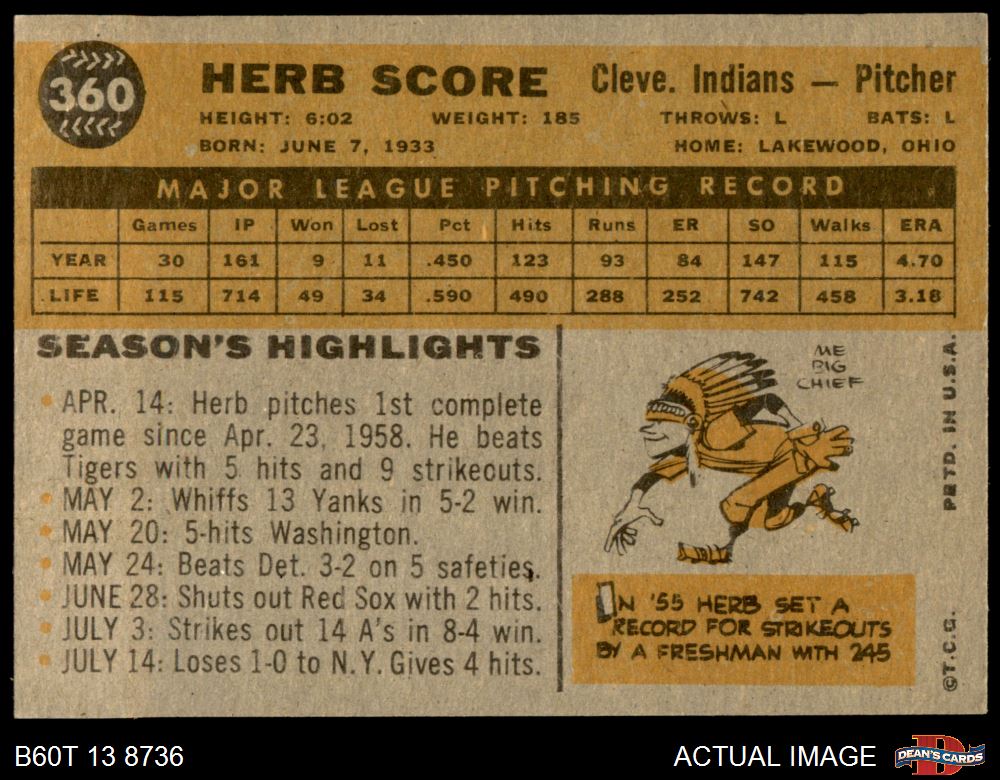 360
HERB SCORE Cleve. Indians — Pitcher
HEIGHT: 6:02 WEIGHT: 185 THROWS: L BATS: L
BORN: JUNE 7, 1933 HOME: LAKEWOOD, OHIO
MAJOR LEAGUE PITCHING RECORD
Games IP Won Lost Pct Hits Runs ER SO Walks ERA
YEAR 30 161 9 11 .450 123 93 84 147 115 4.70
LIFE 115 714 49 34 .590 490 288 252 742 458 3.18
SEASON'S HIGHLIGHTS
APR. 14: Herb pitches 1st complete
game since Apr. 23, 1958. He beats
Tigers with 5 hits and 9 strikeouts.
MAY 2: Whiffs 13 Yanks in 5-2 win.
MAY 20: 5-hits Washington.
MAY 24: Beats Det. 3-2 on 5 safeties.
JUNE 28: Shuts out Red Sox with 2 hits.
JULY 3: Strikes out 14 A's in 8-4 win.
JULY 14: Loses 1-0 to N.Y. Gives 4 hits.
ME
BIG
CHIEF
IN '55 HERB SET A
RECORD FOR STRIKEOUTS
BY A FRESHMAN WITH 245
©T.C.G. PRTD. IN U.S.A.
B60T 13 8736
ACTUAL IMAGE
DEAN'S CARDS